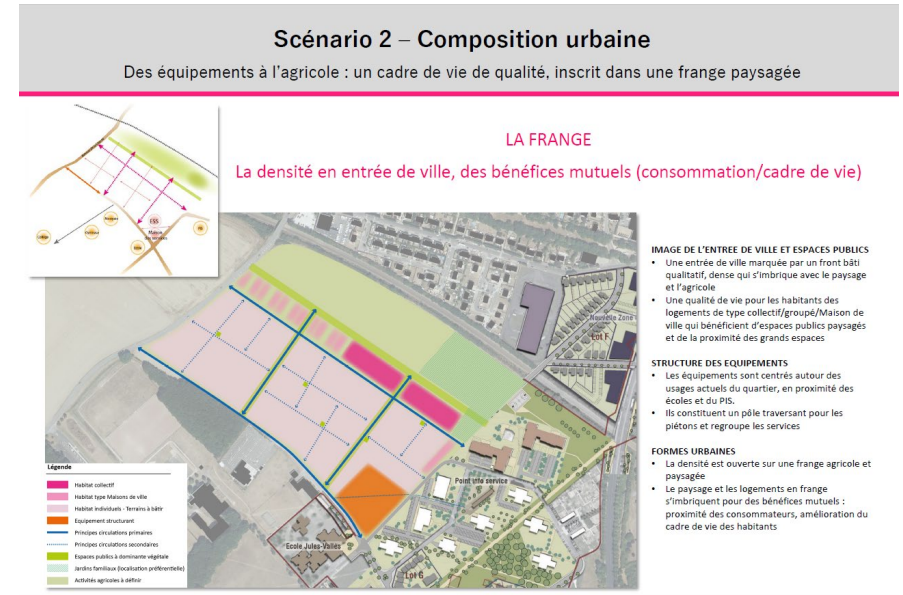 Scénario 2 – Composition urbaine
Des équipements à l'agricole : un cadre de vie de qualité, inscrit dans une frange paysagée
LA FRANGE
La densité en entrée de ville, des bénéfices mutuels (consommation/cadre de vie)
CSS
Maison
des services
IMAGE DE L'ENTREE DE VILLE ET ESPACES PUBLICS
• Une entrée de ville marquée par un front bâti
qualitatif, dense qui s'imbrique avec le paysage
et l'agricole
• Une qualité de vie pour les habitants des
logements de type collectif/groupé/Maison de
ville qui bénéficient d'espaces publics paysagés
et de la proximité des grands espaces
STRUCTURE DES EQUIPEMENTS
• Les équipements sont centrés autour des
usages actuels du quartier, en proximité des
écoles et du PIS.
• Ils constituent un pôle traversant pour les
piétons et regroupe les services
FORMES URBAINES
• La densité est ouverte sur une frange agricole et
paysagée
• Le paysage et les logements en frange
s'imbriquent pour des bénéfices mutuels :
proximité des consommateurs, amélioration du
cadre de vie des habitants
Nouvelle Zone
Lot F
Point info service
Ecole Jules-Vallès
Lot G
Légende
Habitat collectif
Habitat type Maisons de ville
Habitat individuels - Terrains à bâtir
Equipement structurant
Principes circulations primaires
Principes circulations secondaires
Espaces publics à dominante végétale
Jardins familiaux (localisation préférentielle)
Activités agricoles à définir